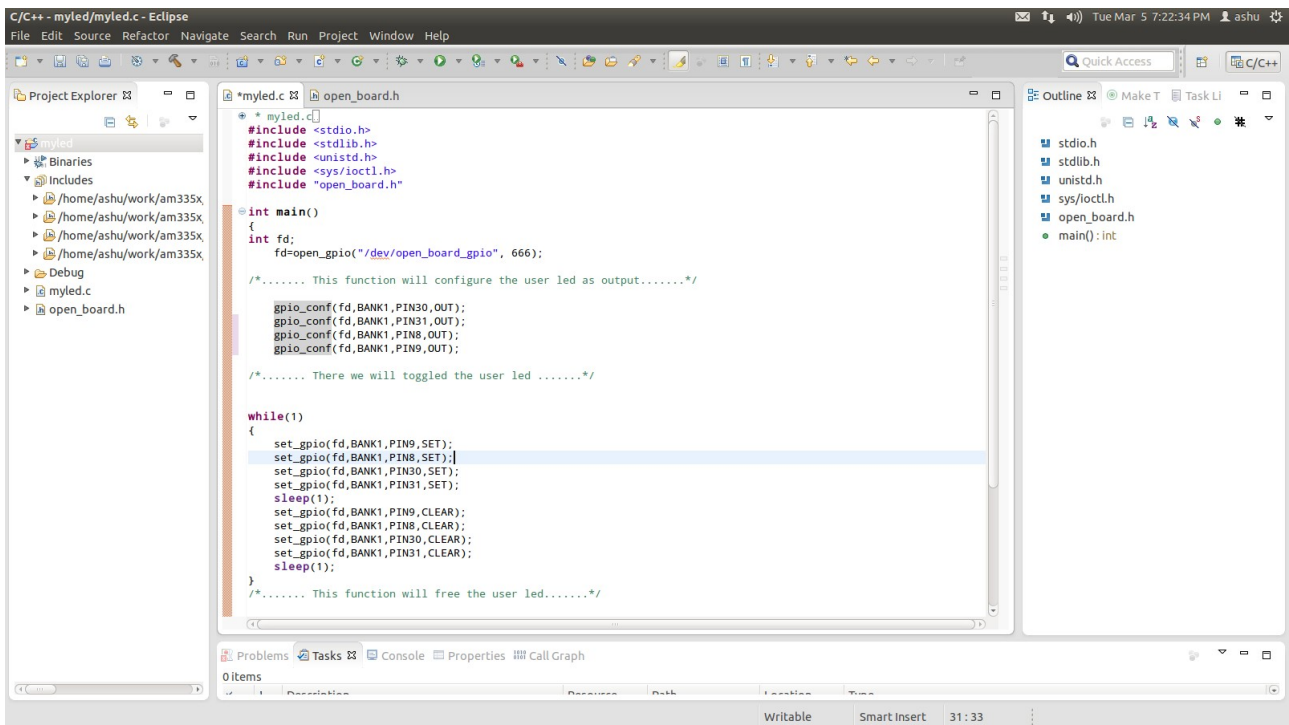 C/C++ - myled/myled.c - Eclipse
Tue Mar 5 7:22:34 PM
ashu
File Edit Source Refactor Navigate Search Run Project Window Help
Quick Access
C/C++
Project Explorer
myled
Binaries
Includes
/home/ashu/work/am335x
/home/ashu/work/am335x
/home/ashu/work/am335x
/home/ashu/work/am335x
Debug
myled.c
open_board.h
*myled.c
open_board.h
* myled.c
#include <stdio.h>
#include <stdlib.h>
#include <unistd.h>
#include <sys/ioctl.h>
#include "open_board.h"
int main()
{
int fd;
fd=open_gpio("/dev/open_board_gpio", 666);
/*....... This function will configure the user led as output.......*/
gpio_conf(fd,BANK1,PIN30,OUT);
gpio_conf(fd,BANK1,PIN31,OUT);
gpio_conf(fd,BANK1,PIN8,OUT);
gpio_conf(fd,BANK1,PIN9,OUT);
/*....... There we will toggled the user led .......*/
while(1)
{
set_gpio(fd,BANK1,PIN9,SET);
set_gpio(fd,BANK1,PIN8,SET);
set_gpio(fd,BANK1,PIN30,SET);
set_gpio(fd,BANK1,PIN31,SET);
sleep(1);
set_gpio(fd,BANK1,PIN9,CLEAR);
set_gpio(fd,BANK1,PIN8,CLEAR);
set_gpio(fd,BANK1,PIN30,CLEAR);
set_gpio(fd,BANK1,PIN31,CLEAR);
sleep(1);
}
/*....... This function will free the user led.......*/
Outline
Make T
Task Li
stdio.h
stdlib.h
unistd.h
sys/ioctl.h
open_board.h
main() : int
Problems Tasks Console Properties Call Graph
0 items
Description Resource Path Location Type
Writable Smart Insert 31 : 33